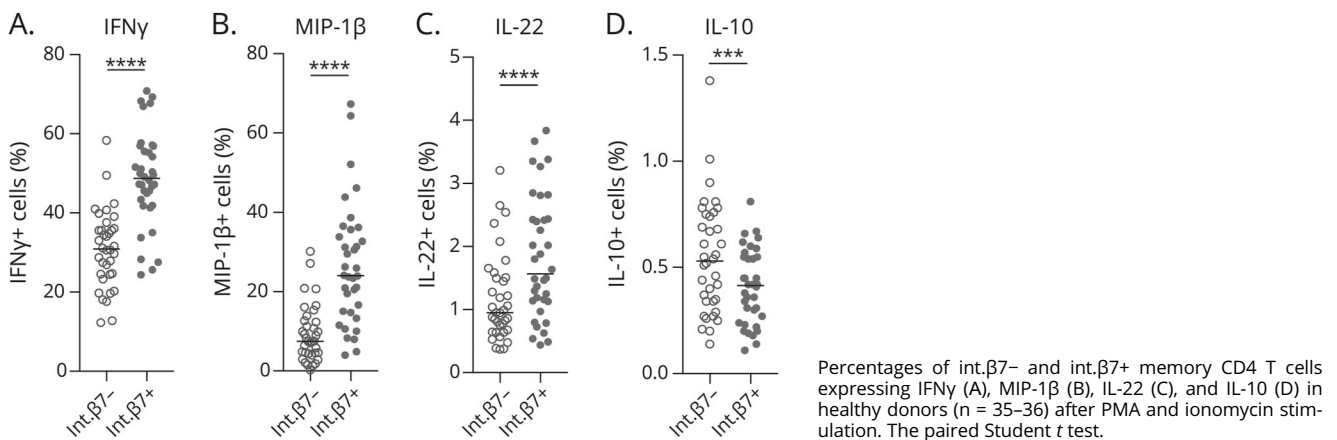 A. IFNγ
80
60
40
20
0
IFNγ+ cells (%)
****
Int.β7− Int.β7+
B. MIP-1β
80
60
40
20
0
MIP-1β+ cells (%)
****
Int.β7− Int.β7+
C. IL-22
5
4
3
2
1
0
IL-22+ cells (%)
****
Int.β7− Int.β7+
D. IL-10
1.5
1.0
0.5
0.0
IL-10+ cells (%)
***
Int.β7− Int.β7+
Percentages of int.β7− and int.β7+ memory CD4 T cells
expressing IFNγ (A), MIP-1β (B), IL-22 (C), and IL-10 (D) in
healthy donors (n = 35–36) after PMA and ionomycin stim-
ulation. The paired Student t test.